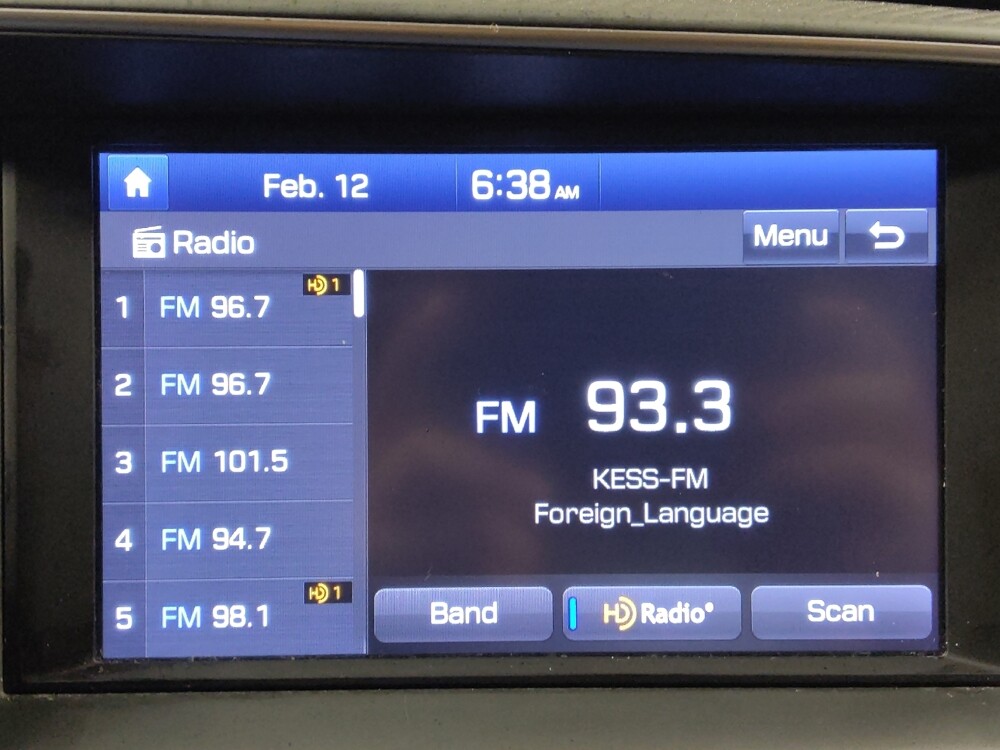 Feb. 12 6:38 AM
Radio Menu
1 FM 96.7 HD 1
2 FM 96.7
3 FM 101.5
4 FM 94.7
5 FM 98.1 HD 1
FM 93.3
KESS-FM
Foreign_Language
Band HD Radio® Scan